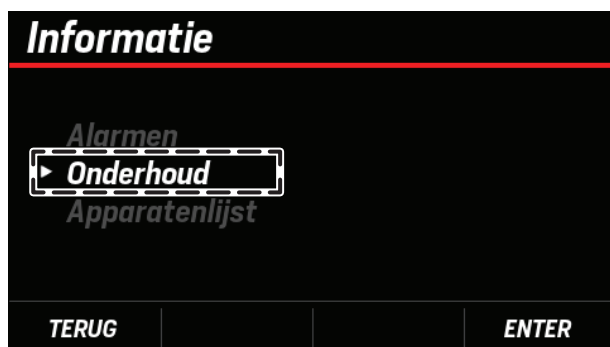 Informatie
Alarmen
Onderhoud
Apparatenlijst
TERUG
ENTER